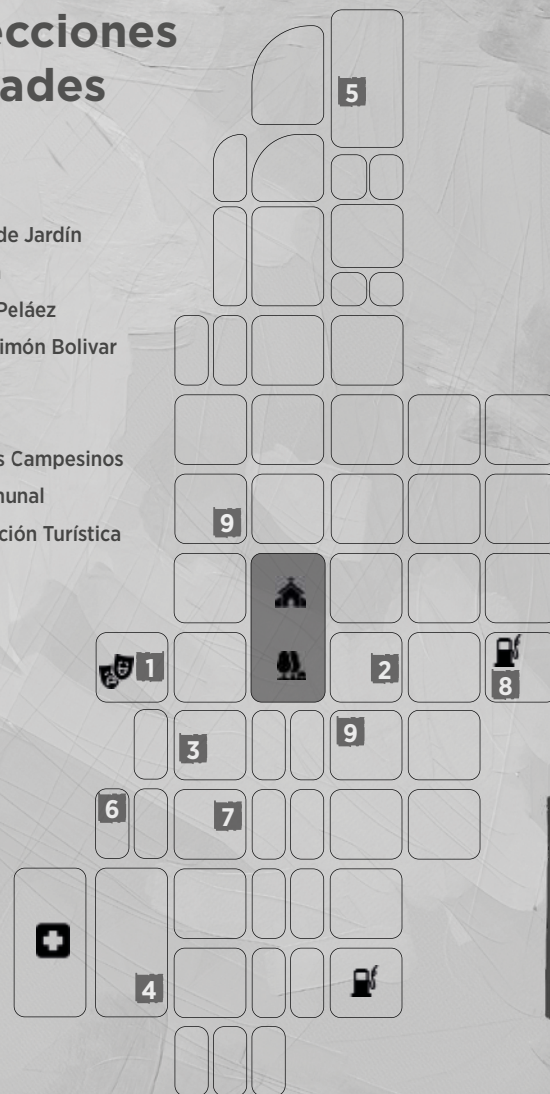 ecciones
ades
de Jardín
Peláez
imón Bolivar
s Campesinos
nunal
ción Turística
5
9
1
2
8
3
9
6
7
4